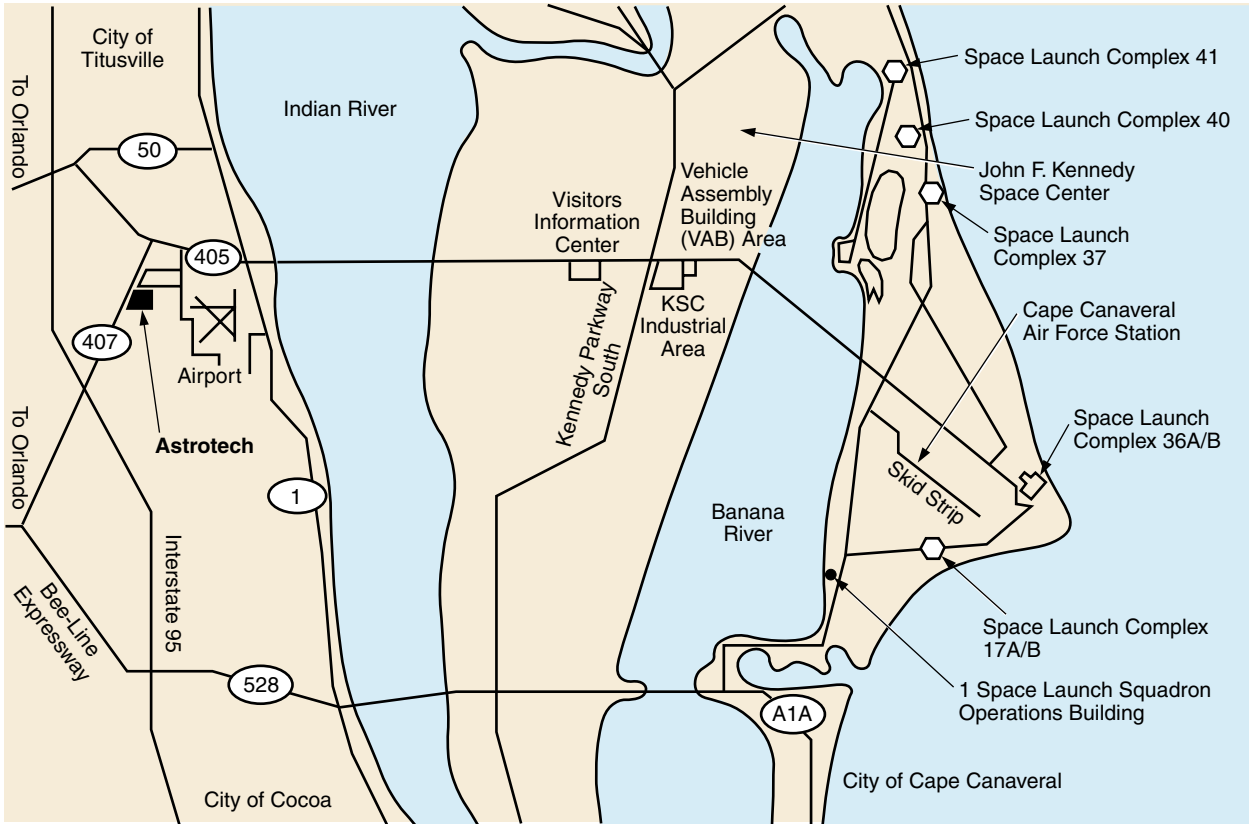 City of
Titusville
To Orlando
50
Indian River
405
407
Airport
Astrotech
To Orlando
1
Interstate 95
Bee-Line
Expressway
528
City of Cocoa
Visitors
Information
Center
Vehicle
Assembly
Building
(VAB) Area
KSC
Industrial
Area
Kennedy Parkway
South
Banana
River
Skid Strip
A1A
Space Launch Complex 41
Space Launch Complex 40
John F. Kennedy
Space Center
Space Launch
Complex 37
Cape Canaveral
Air Force Station
Space Launch
Complex 36A/B
Space Launch Complex
17A/B
1 Space Launch Squadron
Operations Building
City of Cape Canaveral